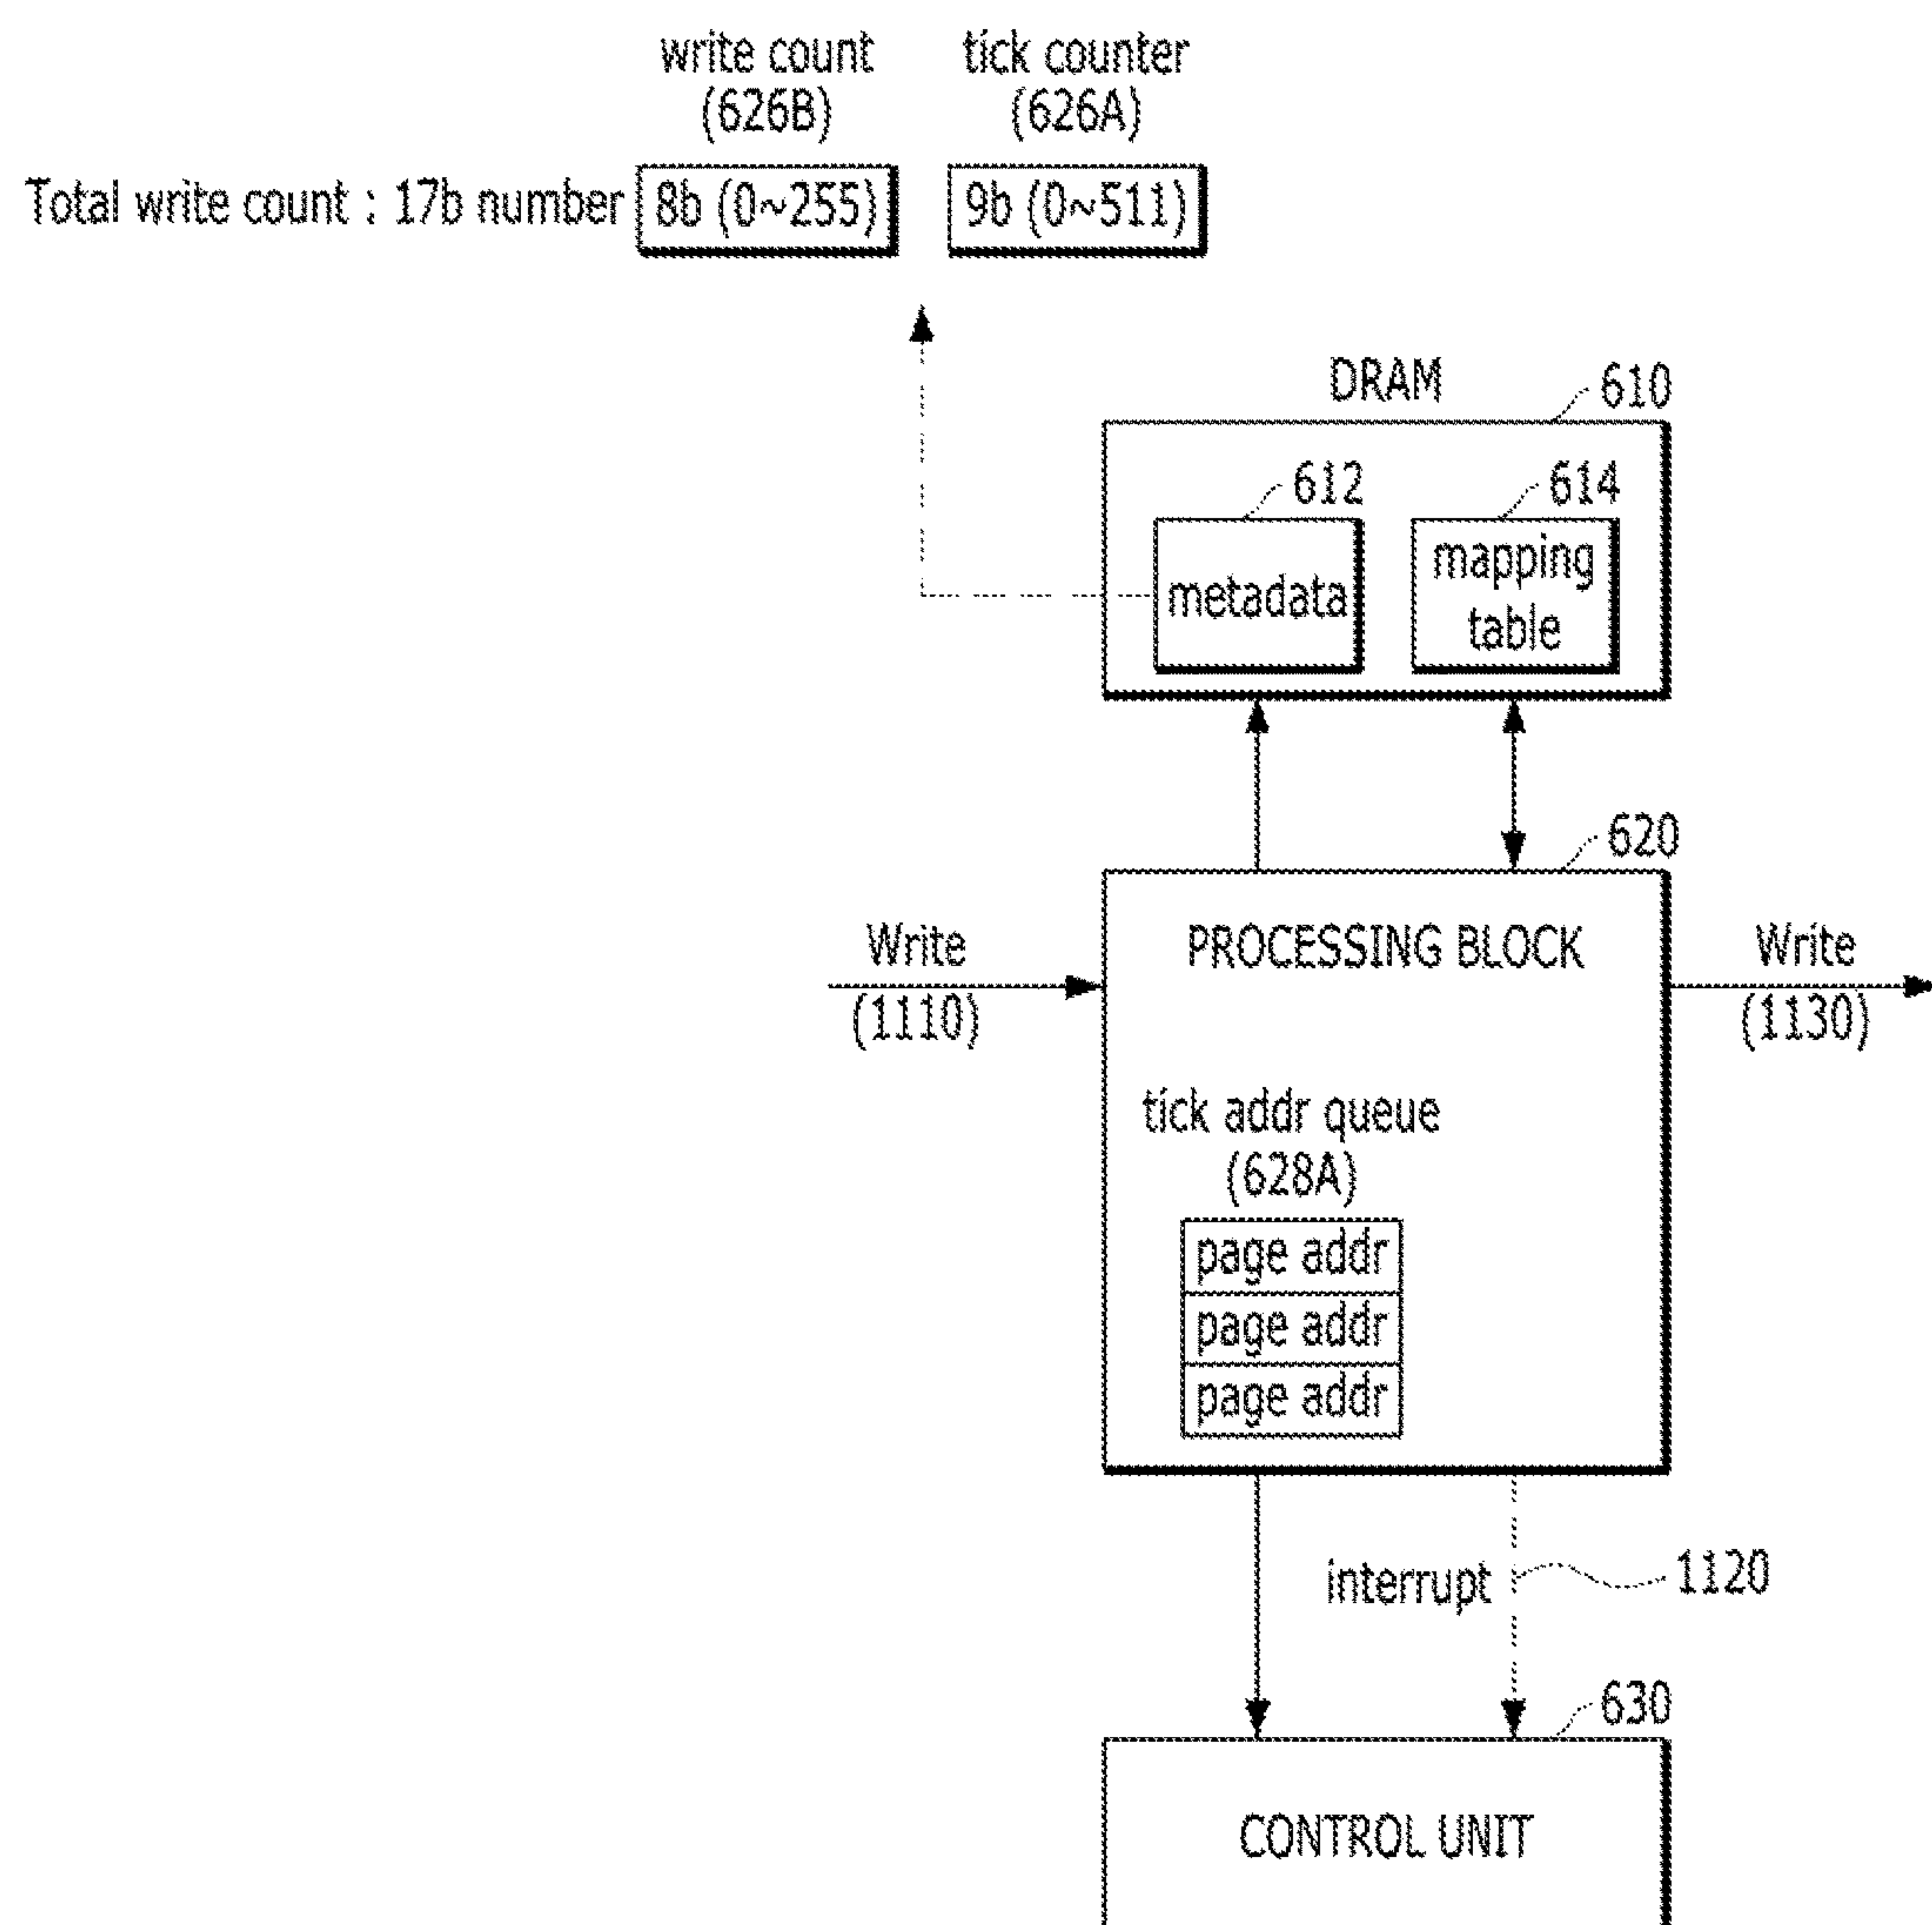 write count
(626B)
tick counter
(626A)
Total write count : 17b number
8b (0~255)
9b (0~511)
DRAM
610
612
614
metadata
mapping
table
620
PROCESSING BLOCK
Write
(1110)
Write
(1130)
tick addr queue
(628A)
page addr
page addr
page addr
interrupt
1120
630
CONTROL UNIT